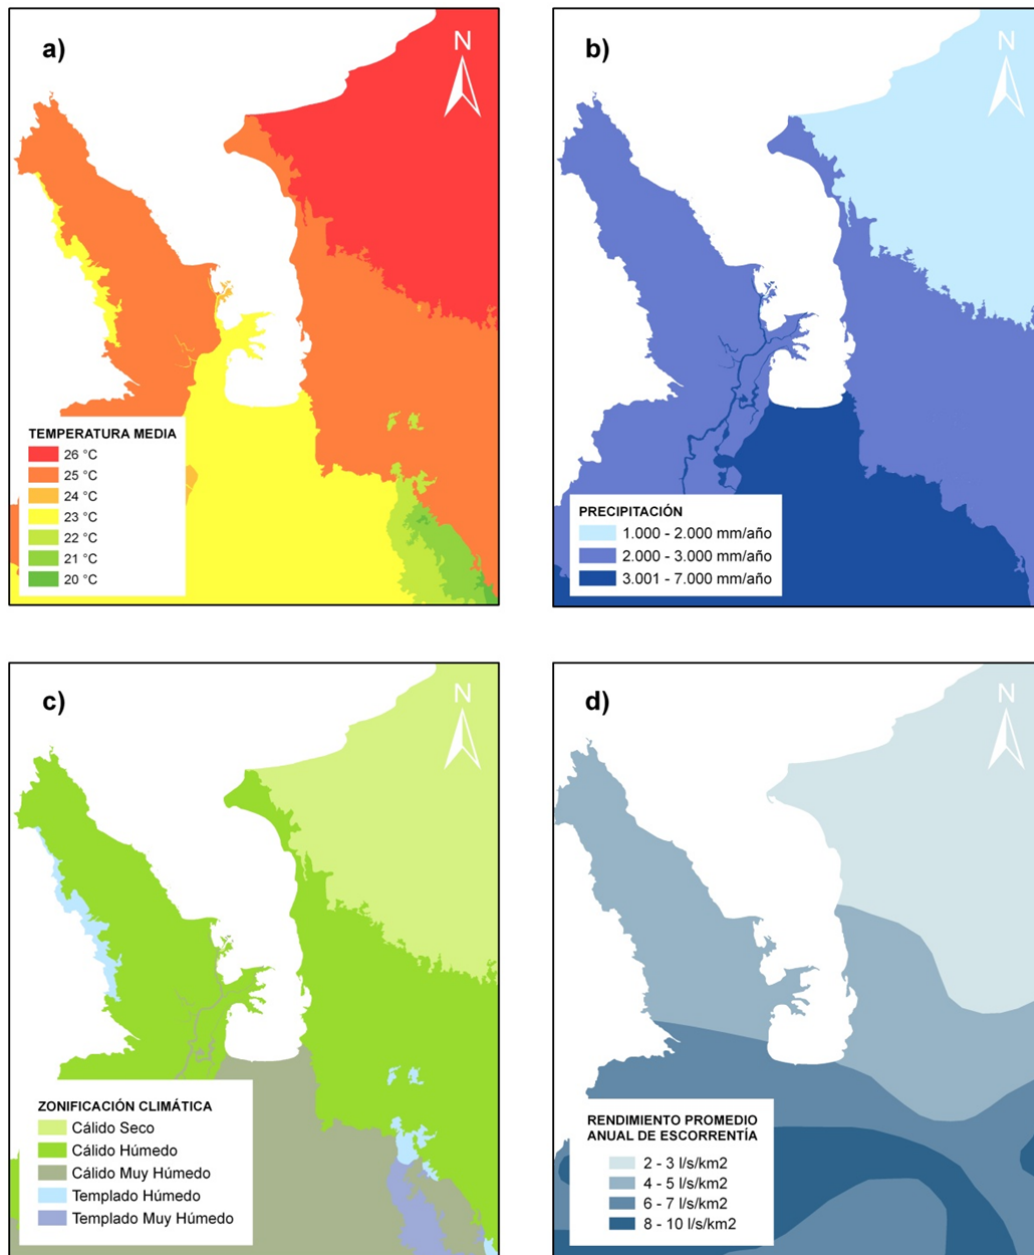 a)
N
TEMPERATURA MEDIA
26 °C
25 °C
24 °C
23 °C
22 °C
21 °C
20 °C
b)
N
PRECIPITACIÓN
1.000 - 2.000 mm/año
2.000 - 3.000 mm/año
3.001 - 7.000 mm/año
c)
N
ZONIFICACIÓN CLIMÁTICA
Cálido Seco
Cálido Húmedo
Cálido Muy Húmedo
Templado Húmedo
Templado Muy Húmedo
d)
N
RENDIMIENTO PROMEDIO
ANUAL DE ESCORRENTÍA
2 - 3 l/s/km2
4 - 5 l/s/km2
6 - 7 l/s/km2
8 - 10 l/s/km2